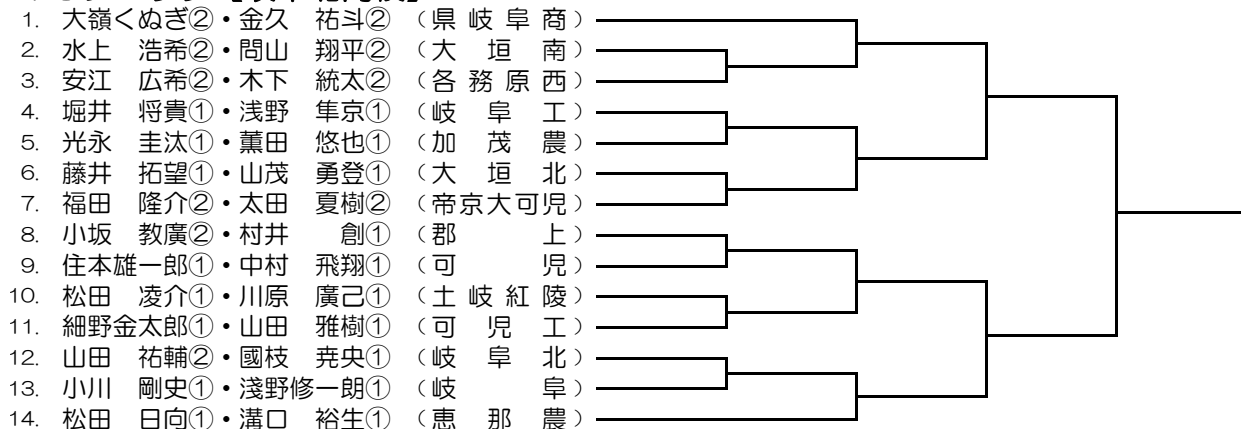 1. 大嶺くぬぎ②・金久　祐斗② （県岐阜商）
2. 水上　浩希②・問山　翔平② （大垣南）
3. 安江　広希②・木下　統太② （各務原西）
4. 堀井　将貴①・浅野　隼京① （岐阜工）
5. 光永　圭汰①・薫田　悠也① （加茂農）
6. 藤井　拓望①・山茂　勇登① （大垣北）
7. 福田　隆介②・太田　夏樹② （帝京大可児）
8. 小坂　教廣②・村井　創① （郡上）
9. 住本雄一郎①・中村　飛翔① （可児）
10. 松田　凌介①・川原　廣己① （土岐紅陵）
11. 細野金太郎①・山田　雅樹① （可児工）
12. 山田　祐輔②・國枝　尭央① （岐阜北）
13. 小川　剛史①・淺野修一朗① （岐阜）
14. 松田　日向①・溝口　裕生① （恵那農）